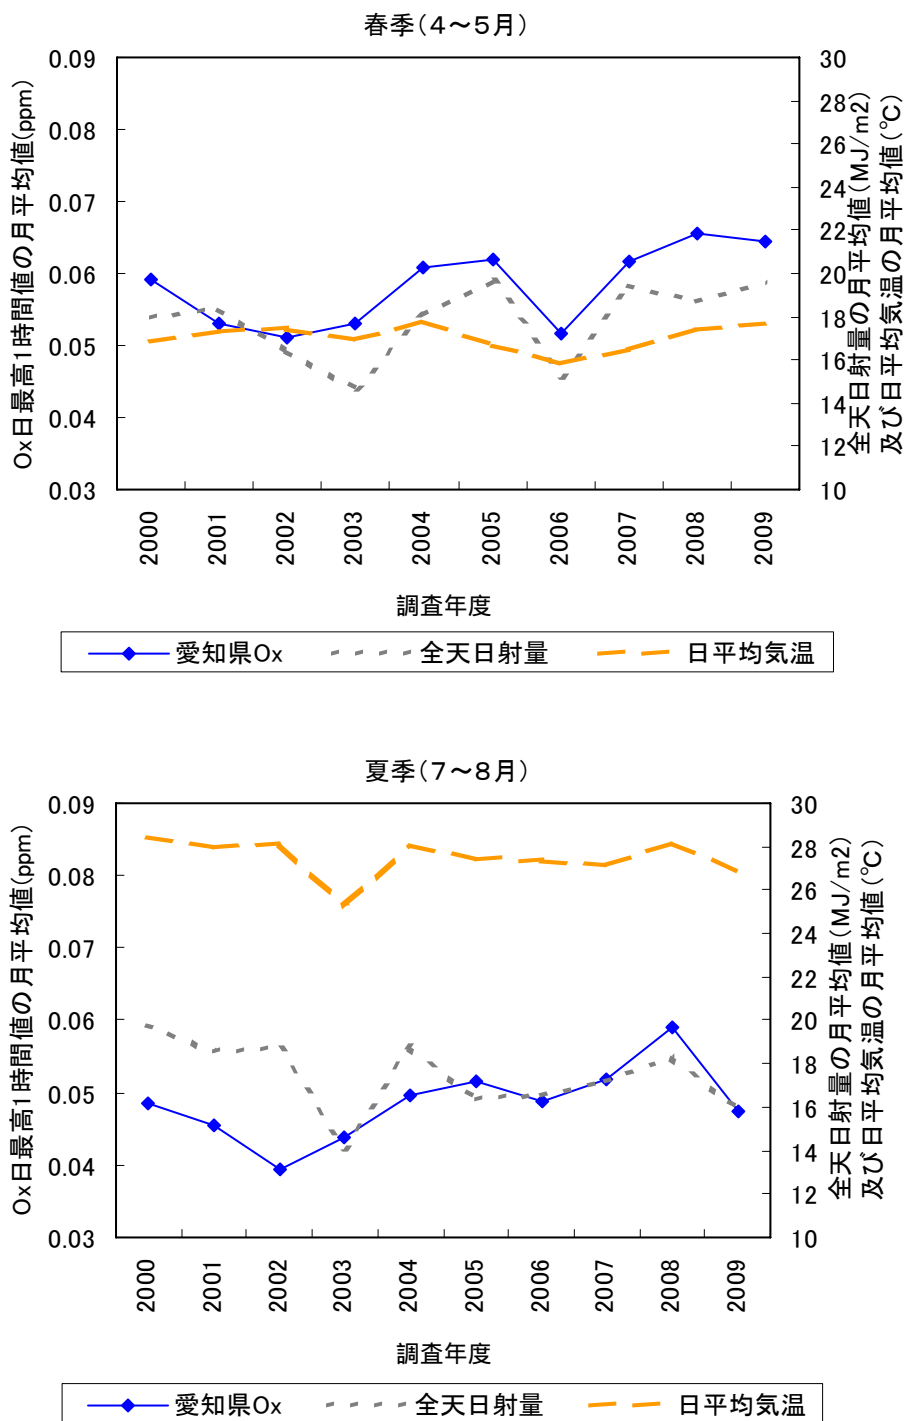 春季(4～5月)
Ox日最高1時間値の月平均値(ppm)
0.09
0.08
0.07
0.06
0.05
0.04
0.03
30
28
26
24
22
20
18
16
14
12
10
全天日射量の月平均値(MJ/m2)
及び日平均気温の月平均値(℃)
2000 2001 2002 2003 2004 2005 2006 2007 2008 2009
調査年度
愛知県Ox 全天日射量 日平均気温
夏季(7～8月)
Ox日最高1時間値の月平均値(ppm)
0.09
0.08
0.07
0.06
0.05
0.04
0.03
30
28
26
24
22
20
18
16
14
12
10
全天日射量の月平均値(MJ/m2)
及び日平均気温の月平均値(℃)
2000 2001 2002 2003 2004 2005 2006 2007 2008 2009
調査年度
愛知県Ox 全天日射量 日平均気温